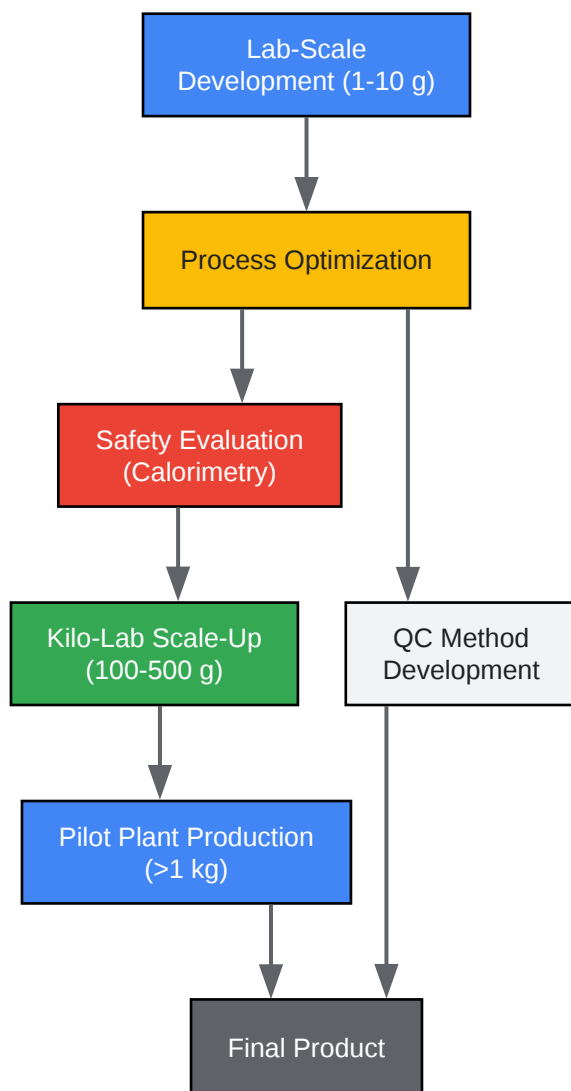 Lab-Scale
Development (1-10 g)
Process Optimization
Safety Evaluation
(Calorimetry)
Kilo-Lab Scale-Up
(100-500 g)
QC Method
Development
Pilot Plant Production
(>1 kg)
Final Product